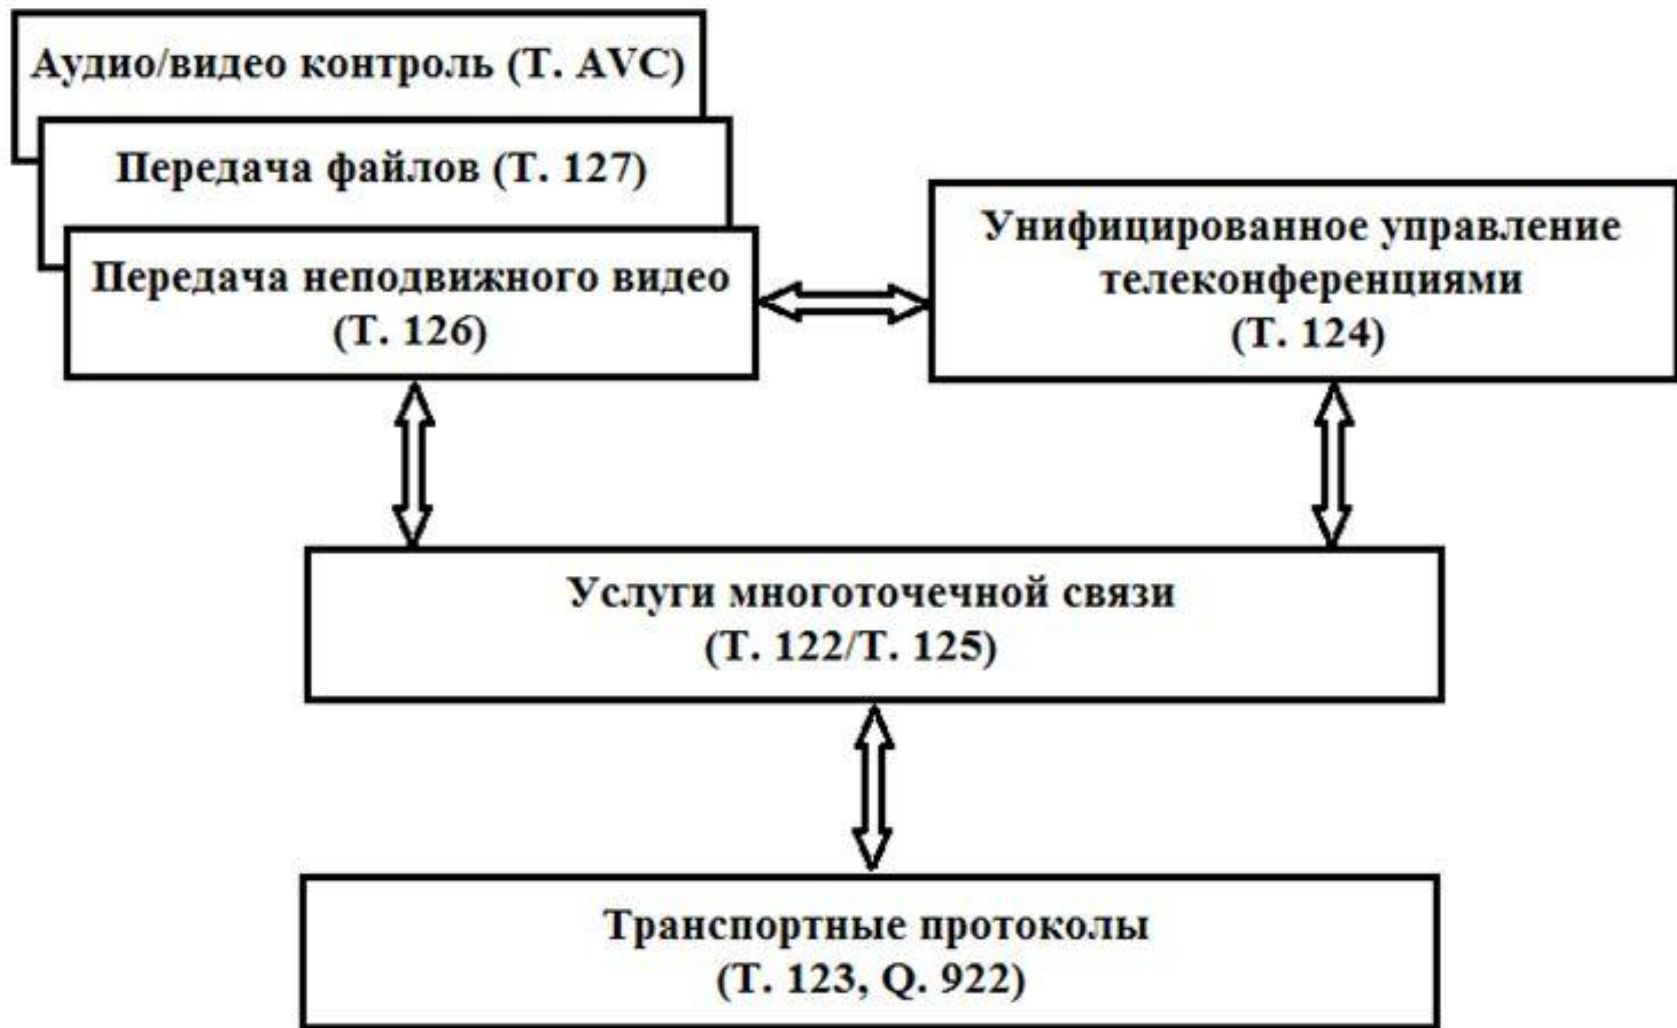 Аудио/видео контроль (Т. AVC)
Передача файлов (Т. 127)
Передача неподвижного видео
(Т. 126)
Унифицированное управление
телеконференциями
(Т. 124)
Услуги многоточечной связи
(Т. 122/Т. 125)
Транспортные протоколы
(Т. 123, Q. 922)